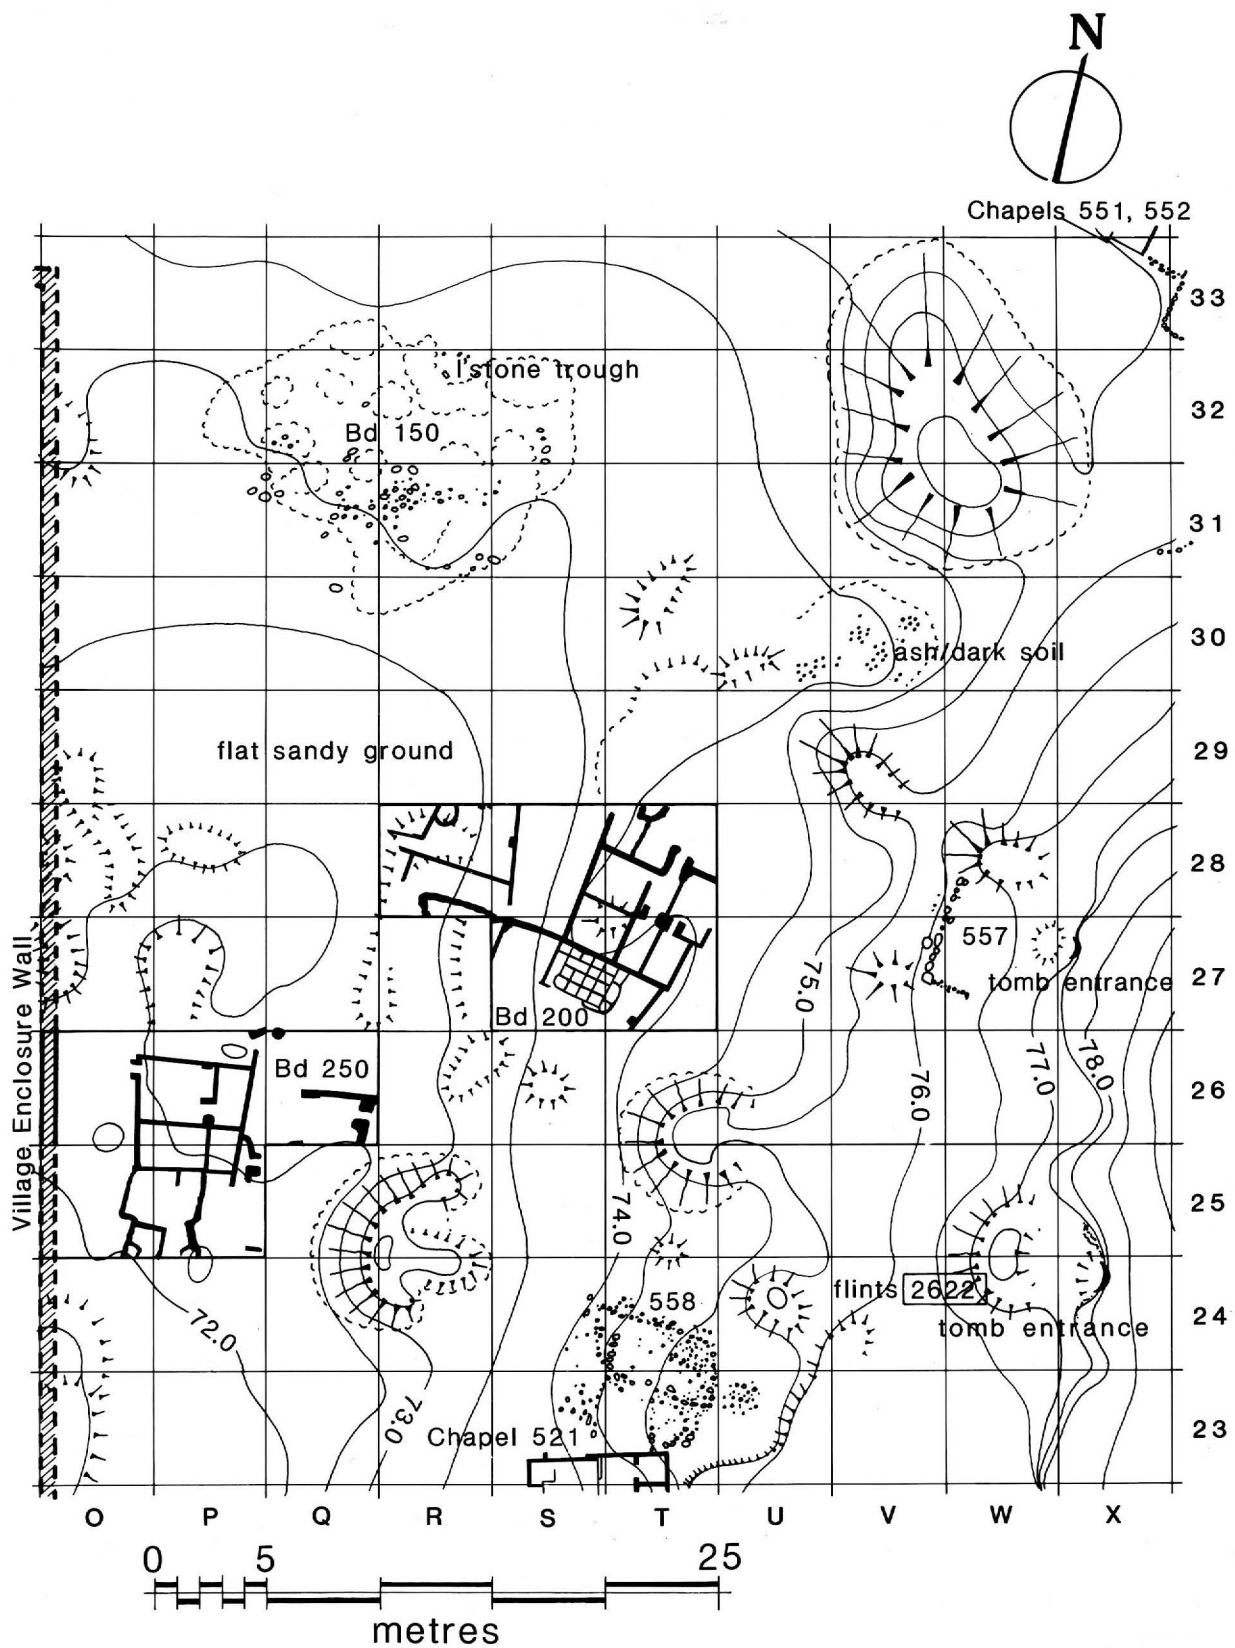 N
Chapels 551, 552
33
l'stone trough
32
Bd 150
31
30
ash/dark soil
29
flat sandy ground
28
557
27
tomb entrance
75.0
Bd 200
Bd 250
26
76.0
77.0
78.0
Village Enclosure Wall
25
74.0
flints 2622
558
24
tomb entrance
72.0
73.0
Chapel 521
23
O P Q R S T U V W X
0 5 25
metres